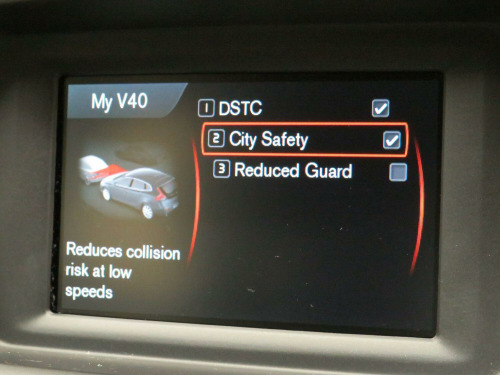 My V40
1 DSTC
2 City Safety
3 Reduced Guard
Reduces collision
risk at low
speeds